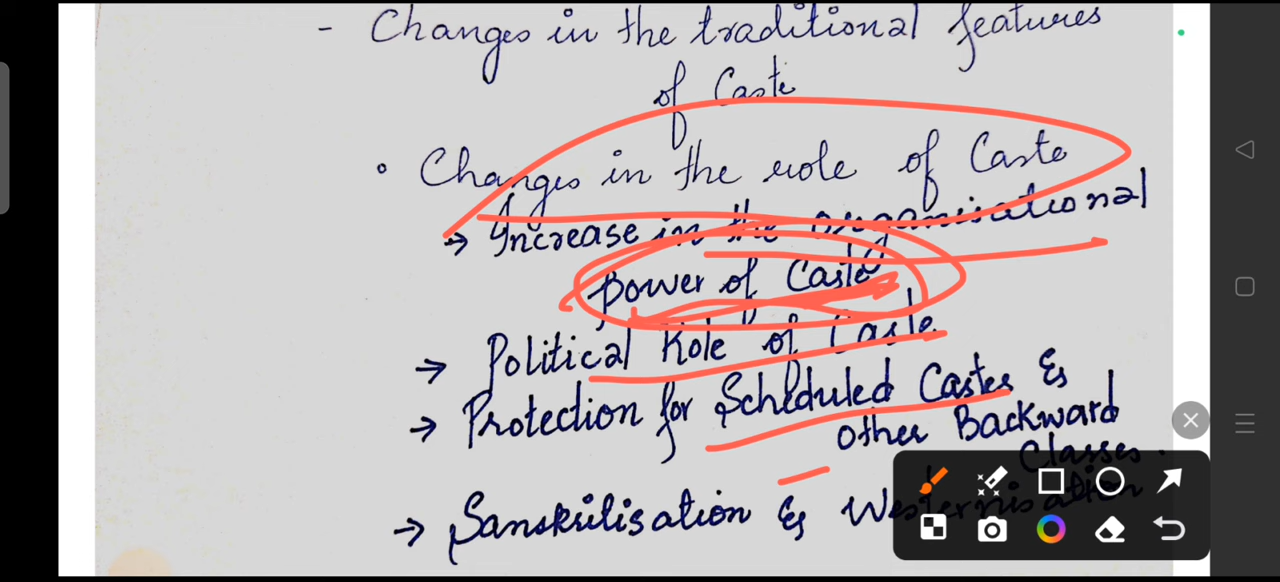 - Changes in the traditional features
of Caste
• Changes in the role of Caste
→ Increase in the organisational
power of Caste
→ Political Role of Caste.
→ Protection for Scheduled Castes &
other Backward
Classes.
→ Sanskritisation & Westernisation